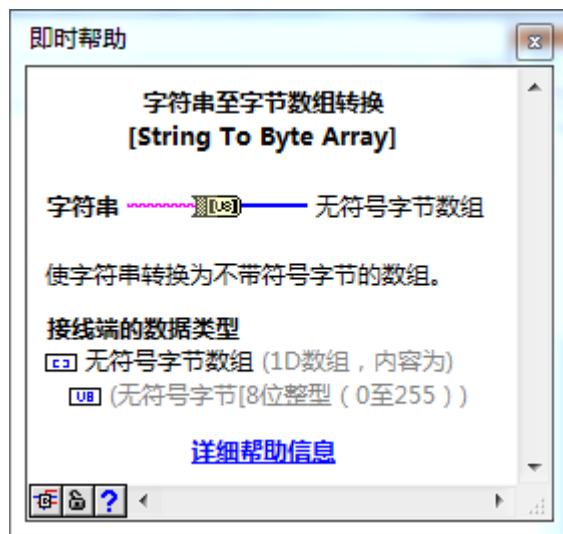 即时帮助
字符串至字节数组转换
[String To Byte Array]
字符串 [U8] 无符号字节数组
使字符串转换为不带符号字节的数组。
接线端的数据类型
[ ] 无符号字节数组 (1D数组，内容为)
U8 (无符号字节[8位整型（0至255）)
详细帮助信息
?